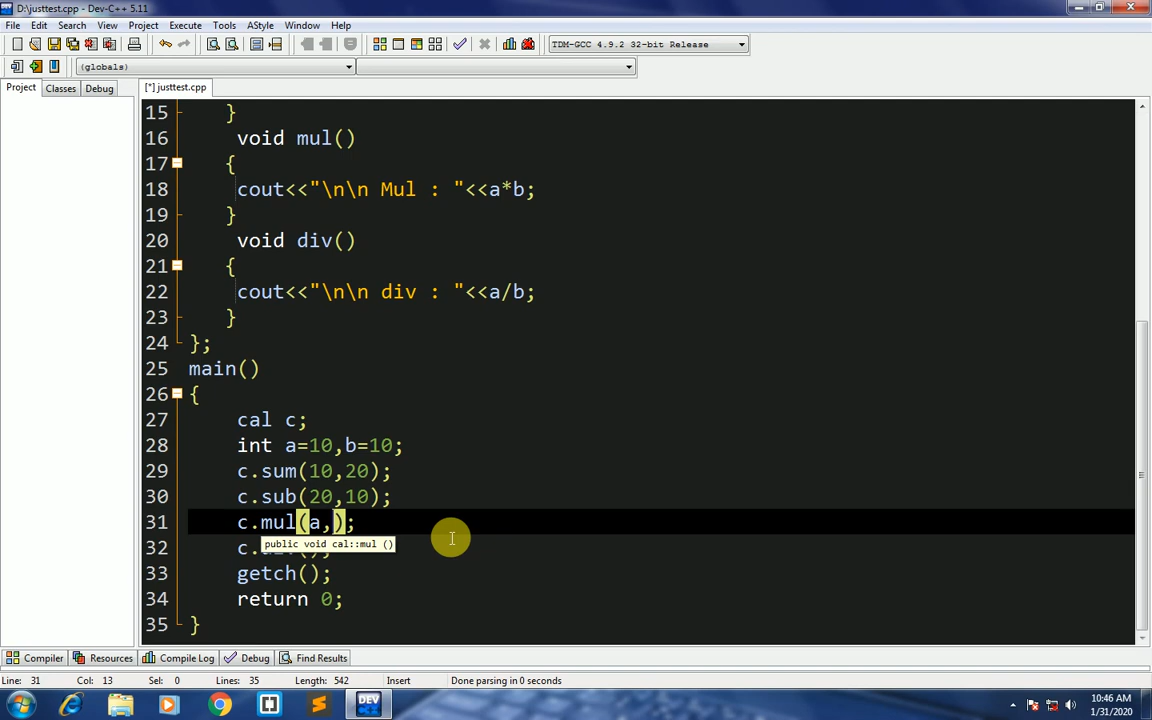 D:\justtest.cpp - Dev-C++ 5.11
File Edit Search View Project Execute Tools AStyle Window Help
TDM-GCC 4.9.2 32-bit Release
(globals)
Project Classes Debug [*] justtest.cpp
15 }
16 void mul()
17 {
18 cout<<"\n\n Mul : "<<a*b;
19 }
20 void div()
21 {
22 cout<<"\n\n div : "<<a/b;
23 }
24 };
25 main()
26 {
27 cal c;
28 int a=10,b=10;
29 c.sum(10,20);
30 c.sub(20,10);
31 c.mul(a,);
public void cal::mul ()
32 c.
33 getch();
34 return 0;
35 }
Compiler Resources Compile Log Debug Find Results
Line: 31 Col: 13 Sel: 0 Lines: 35 Length: 542 Insert Done parsing in 0 seconds
DEV
10:46 AM
1/31/2020